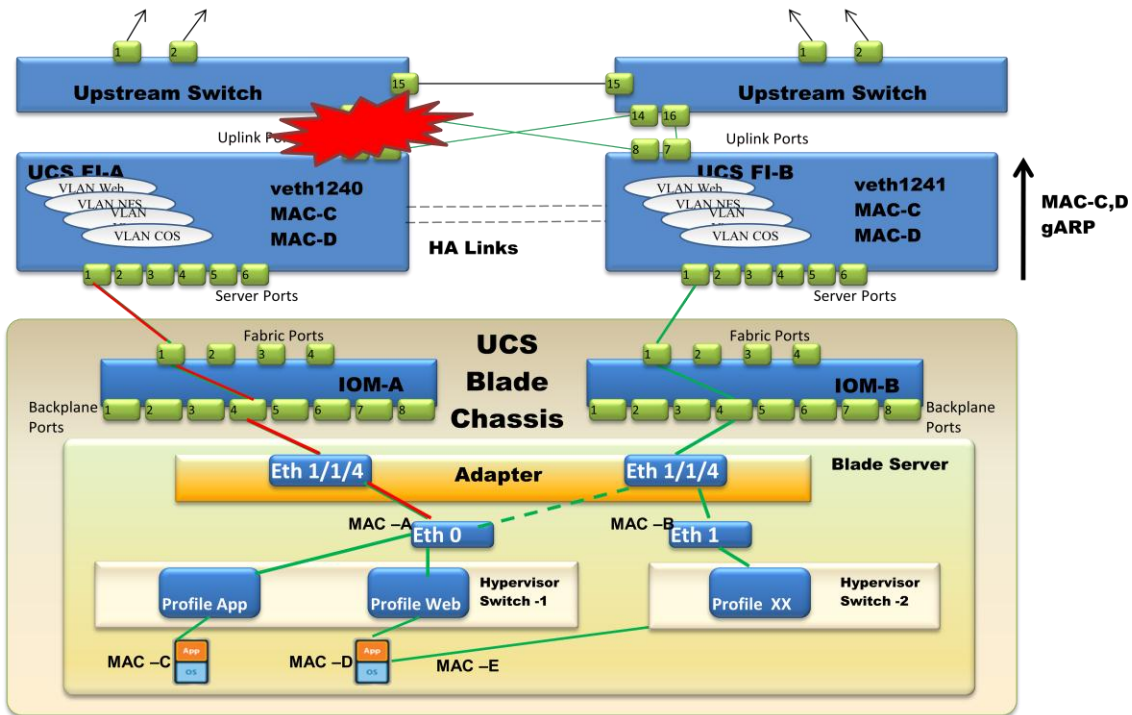 1
2
1
2
Upstream Switch
15
15
Upstream Switch
14
16
Uplink Ports
8
7
Uplink Ports
UCS FI-A
VLAN Web
VLAN NFS
VLAN
VLAN COS
veth1240
MAC-C
MAC-D
HA Links
UCS FI-B
VLAN Web
VLAN NFS
VLAN
VLAN COS
veth1241
MAC-C
MAC-D
MAC-C,D
gARP
1 2 3 4 5 6
Server Ports
1 2 3 4 5 6
Server Ports
Fabric Ports
1 2 3 4
IOM-A
UCS
Blade
Chassis
Fabric Ports
1 2 3 4
IOM-B
Backplane
Ports
1 2 3 4 5 6 7 8
1 2 3 4 5 6 7 8
Backplane
Ports
Eth 1/1/4
Adapter
Eth 1/1/4
Blade Server
MAC –A
Eth 0
MAC –B
Eth 1
Profile App
Profile Web
Hypervisor
Switch -1
Profile XX
Hypervisor
Switch -2
MAC –C
App
OS
MAC –D
App
OS
MAC –E